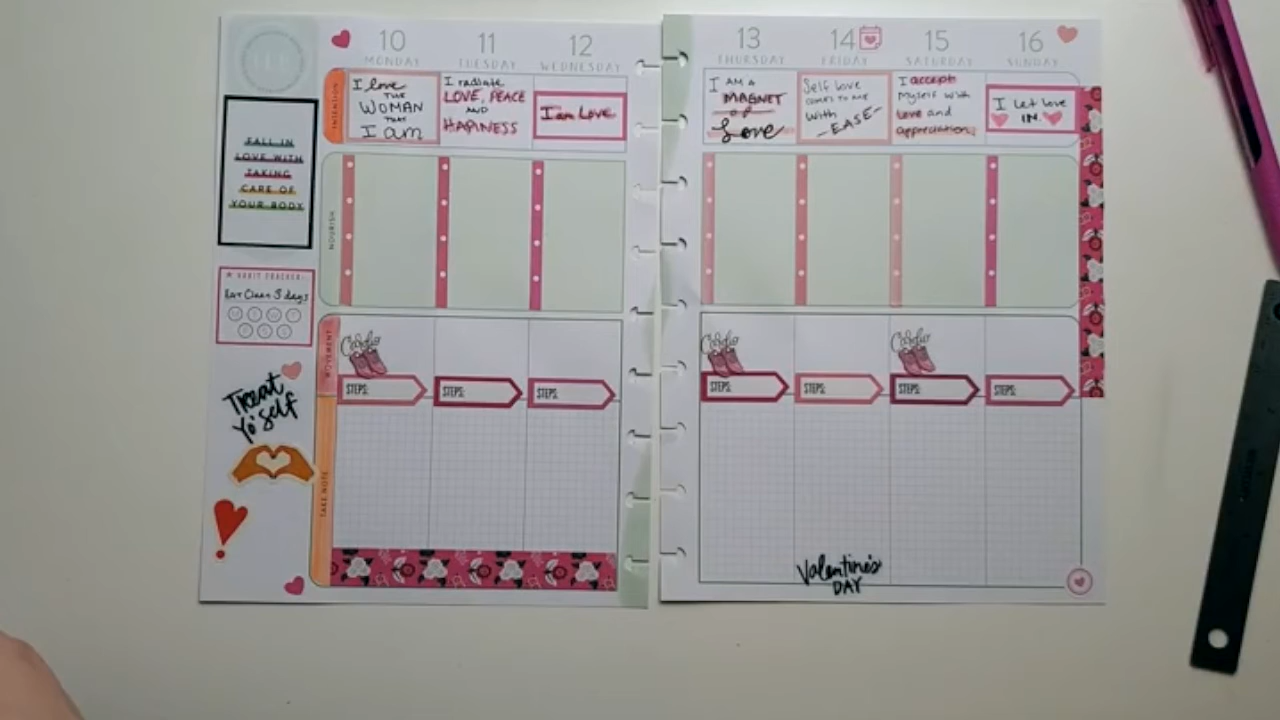 10
MONDAY
11
TUESDAY
12
WEDNESDAY
13
THURSDAY
14
FRIDAY
15
SATURDAY
16
SUNDAY
FALL IN
LOVE WITH
TAKING
CARE OF
YOUR BODY
HABIT TRACKER:
Eat Clean 3 days
Treat
Yo' Self
INTENTION
I love
THE
WOMAN
THAT
I am
I radiate
LOVE, PEACE
AND
HAPINESS
I am Love
I AM A
MAGNET
OF
Love
Self love
COMES TO ME
With
-EASE-
I accept
Myself with
Love and
appreciation.
I Let love
IN.
NOURISH
MOVEMENT
Cardio
Cardio
Cardio
STEPS:
STEPS:
STEPS:
STEPS:
STEPS:
STEPS:
STEPS:
TAKE NOTE
Valentine's
DAY